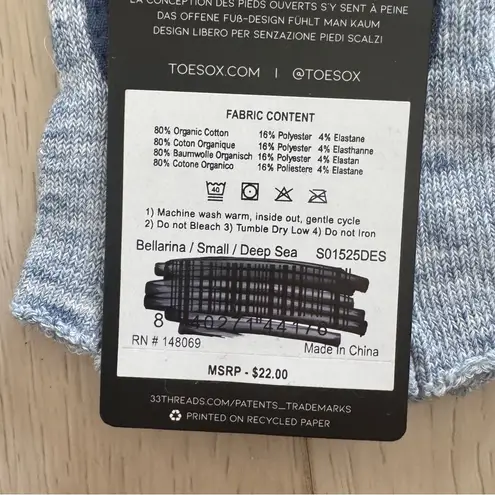 LA CONCEPTION DES PIEDS OUVERTS S'Y SENT À PEINE
DAS OFFENE FUß-DESIGN FÜHLT MAN KAUM
DESIGN LIBERO PER SENZAZIONE PIEDI SCALZI
TOESOX.COM | @TOESOX
FABRIC CONTENT
80% Organic Cotton 16% Polyester 4% Elastane
80% Coton Organique 16% Polyester 4% Elasthanne
80% Baumwolle Organisch 16% Polyester 4% Elastan
80% Cotone Organico 16% Poliestere 4% Elastane
40
1) Machine wash warm, inside out, gentle cycle
2) Do not Bleach 3) Tumble Dry Low 4) Do not Iron
Bellarina / Small / Deep Sea S01525DES
8
RN # 148069 Made in China
MSRP - $22.00
33THREADS.COM/PATENTS_TRADEMARKS
PRINTED ON RECYCLED PAPER